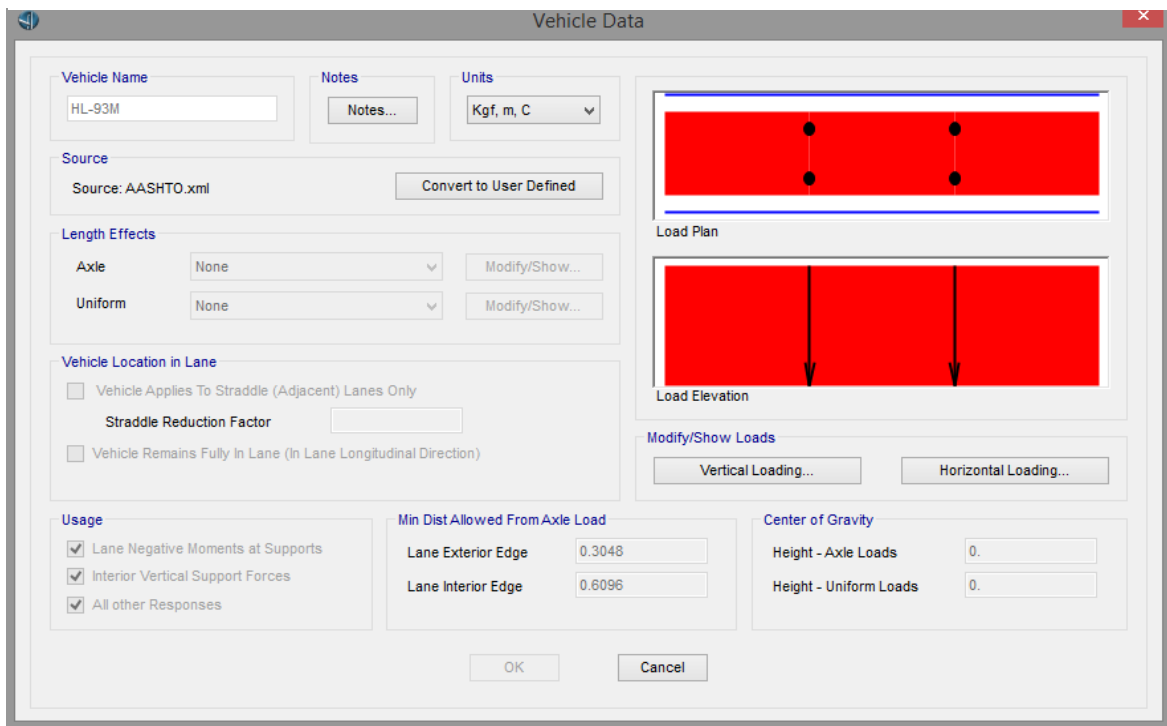 Vehicle Data
Vehicle Name
HL-93M
Notes
Notes...
Units
Kgf, m, C
Source
Source: AASHTO.xml
Convert to User Defined
Length Effects
Axle
None
Modify/Show...
Uniform
None
Modify/Show...
Vehicle Location in Lane
Vehicle Applies To Straddle (Adjacent) Lanes Only
Straddle Reduction Factor
Vehicle Remains Fully In Lane (In Lane Longitudinal Direction)
Load Plan
Load Elevation
Modify/Show Loads
Vertical Loading...
Horizontal Loading...
Usage
Lane Negative Moments at Supports
Interior Vertical Support Forces
All other Responses
Min Dist Allowed From Axle Load
Lane Exterior Edge
0.3048
Lane Interior Edge
0.6096
Center of Gravity
Height - Axle Loads
0.
Height - Uniform Loads
0.
OK
Cancel